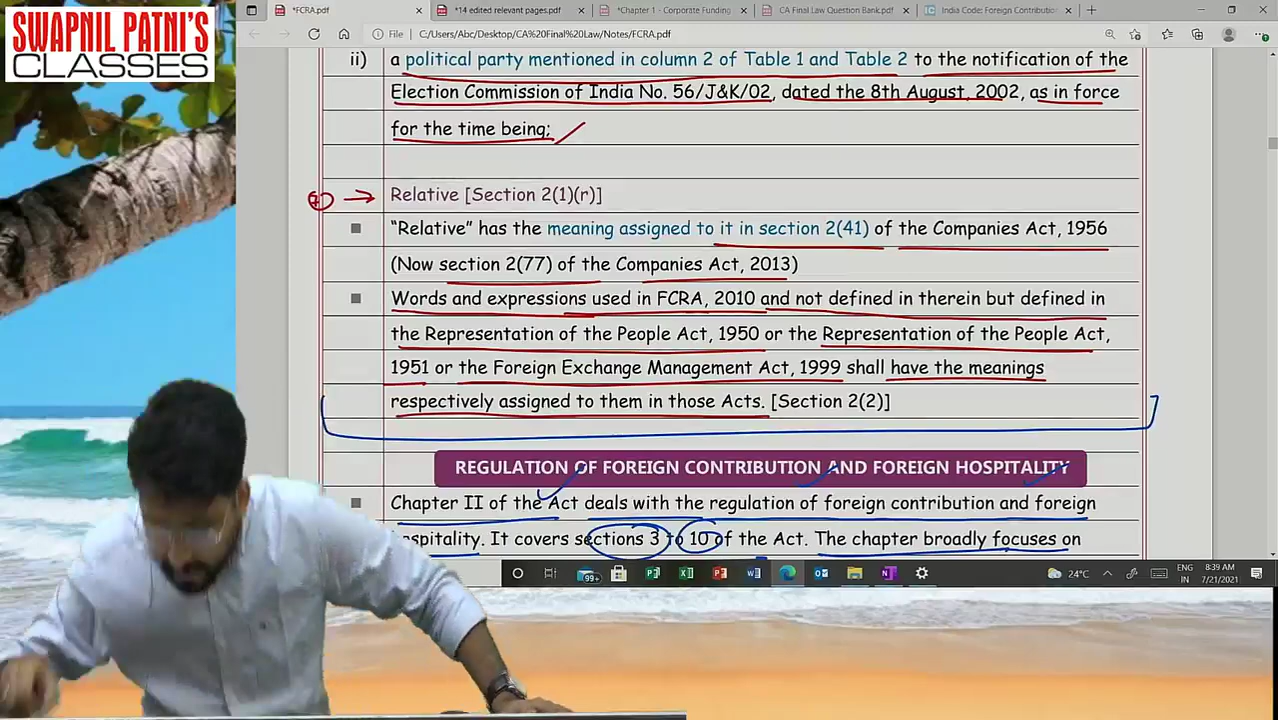 SWAPNIL PATNI'S
CLASSES
*FCRA.pdf
*14 edited relevant pages.pdf
*Chapter 1 - Corporate Funding
CA Final Law Question Bank.pdf
India Code: Foreign Contributio
File | C:/Users/Abc/Desktop/CA%20Final%20Law/Notes/FCRA.pdf
ii) a political party mentioned in column 2 of Table 1 and Table 2 to the notification of the
Election Commission of India No. 56/J&K/02, dated the 8th August, 2002, as in force
for the time being;
Relative [Section 2(1)(r)]
■ “Relative” has the meaning assigned to it in section 2(41) of the Companies Act, 1956
(Now section 2(77) of the Companies Act, 2013)
■ Words and expressions used in FCRA, 2010 and not defined in therein but defined in
the Representation of the People Act, 1950 or the Representation of the People Act,
1951 or the Foreign Exchange Management Act, 1999 shall have the meanings
respectively assigned to them in those Acts. [Section 2(2)]
REGULATION OF FOREIGN CONTRIBUTION AND FOREIGN HOSPITALITY
■ Chapter II of the Act deals with the regulation of foreign contribution and foreign
hospitality. It covers sections 3 to 10 of the Act. The chapter broadly focuses on
99+
24°C
ENG
IN
8:39 AM
7/21/2021